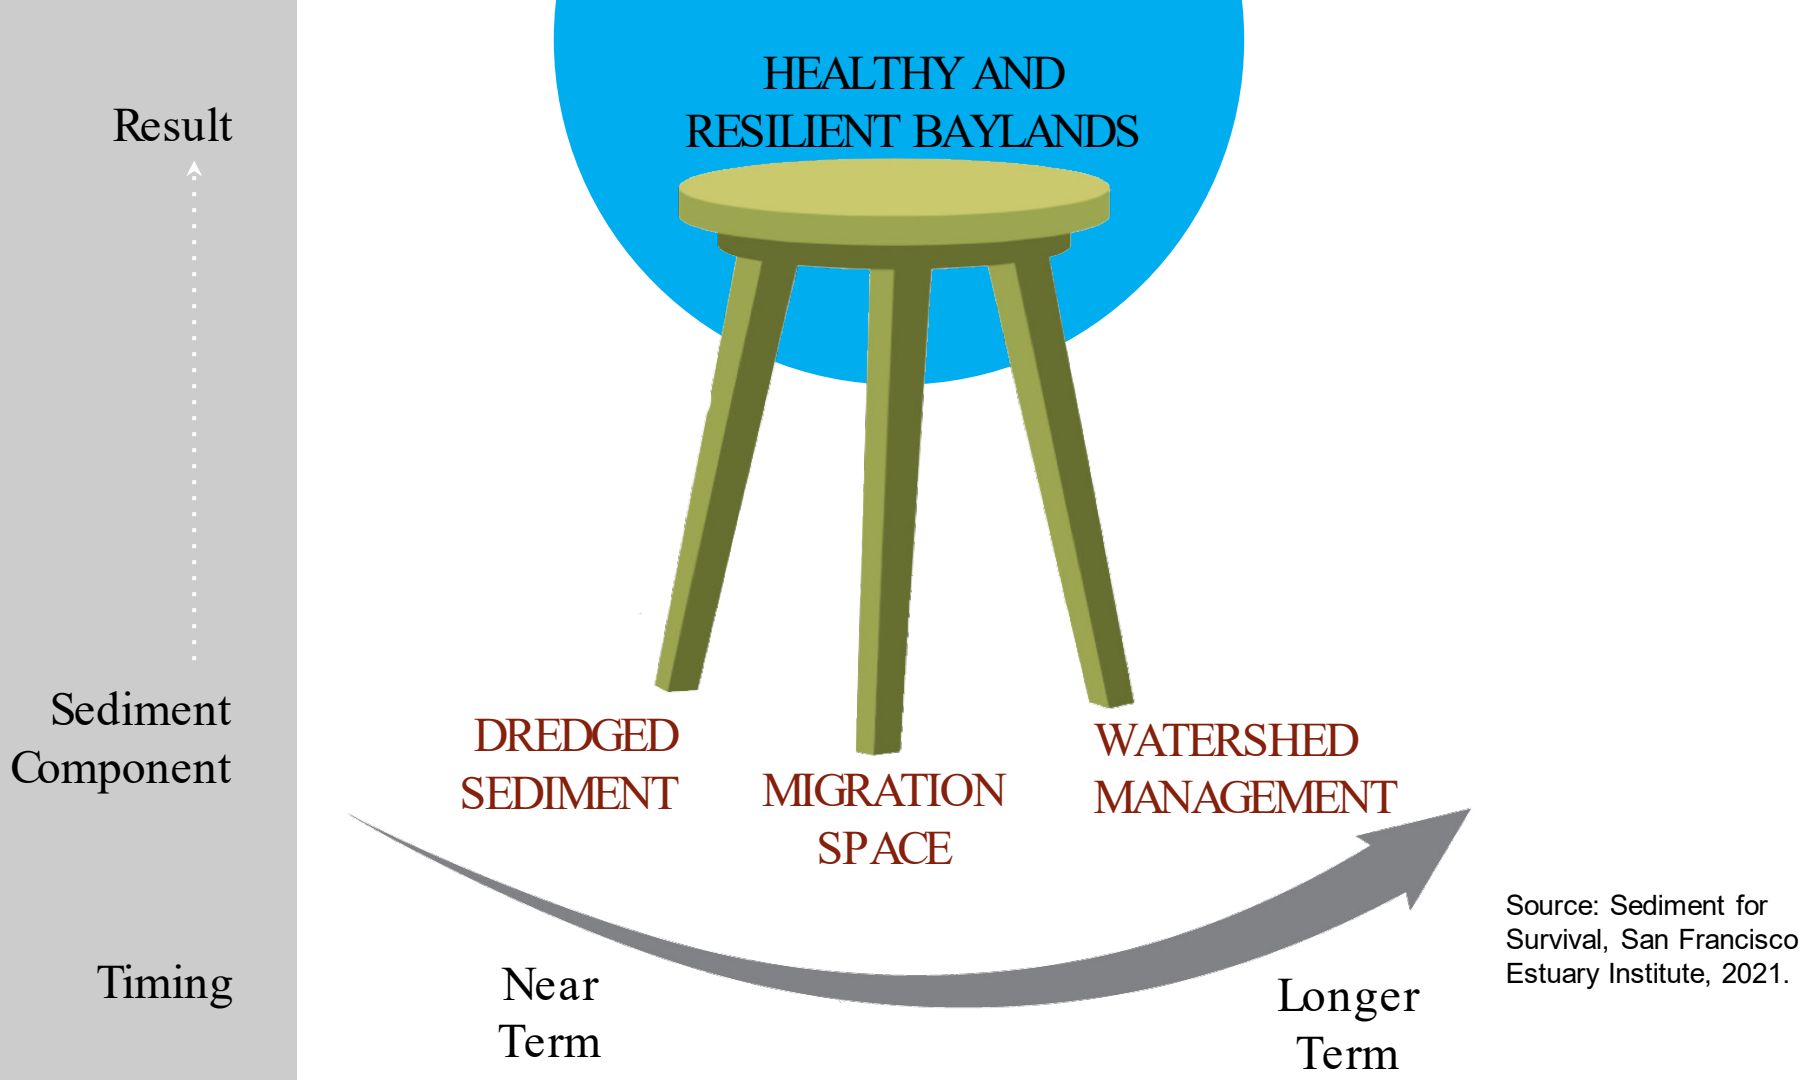 HEALTHY AND
RESILIENT BAYLANDS
Result
Sediment
Component
DREDGED
SEDIMENT
MIGRATION
SPACE
WATERSHED
MANAGEMENT
Timing
Near
Term
Longer
Term
Source: Sediment for
Survival, San Francisco
Estuary Institute, 2021.